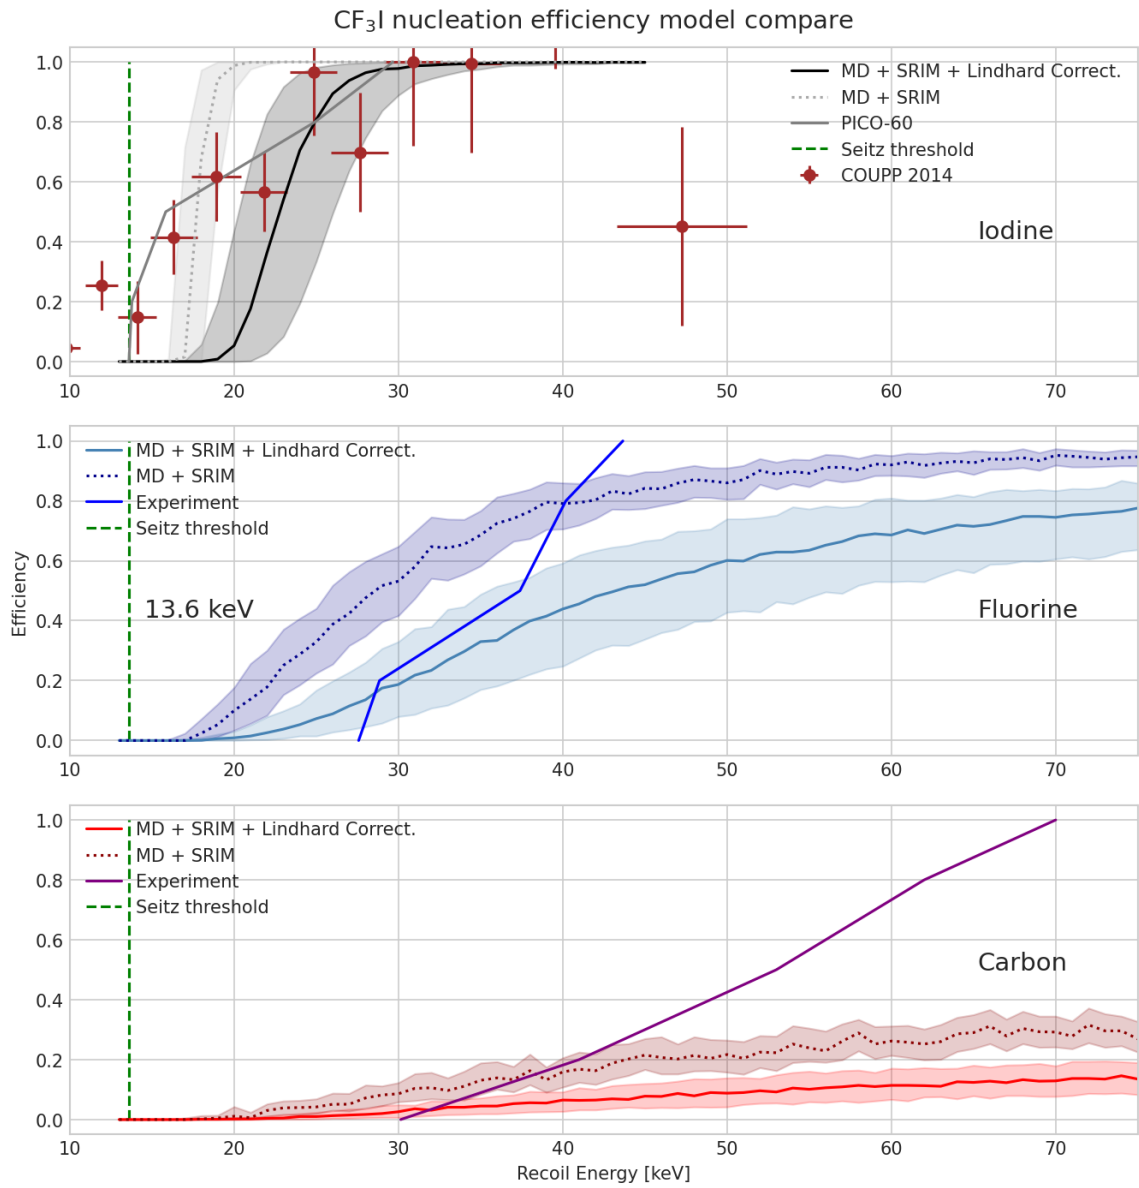 CF₃I nucleation efficiency model compare
1.0
0.8
0.6
0.4
0.2
0.0
MD + SRIM + Lindhard Correct.
MD + SRIM
PICO-60
Seitz threshold
COUPP 2014
Iodine
10 20 30 40 50 60 70
1.0
0.8
0.6
0.4
0.2
0.0
MD + SRIM + Lindhard Correct.
MD + SRIM
Experiment
Seitz threshold
13.6 keV
Fluorine
Efficiency
10 20 30 40 50 60 70
1.0
0.8
0.6
0.4
0.2
0.0
MD + SRIM + Lindhard Correct.
MD + SRIM
Experiment
Seitz threshold
Carbon
10 20 30 40 50 60 70
Recoil Energy [keV]